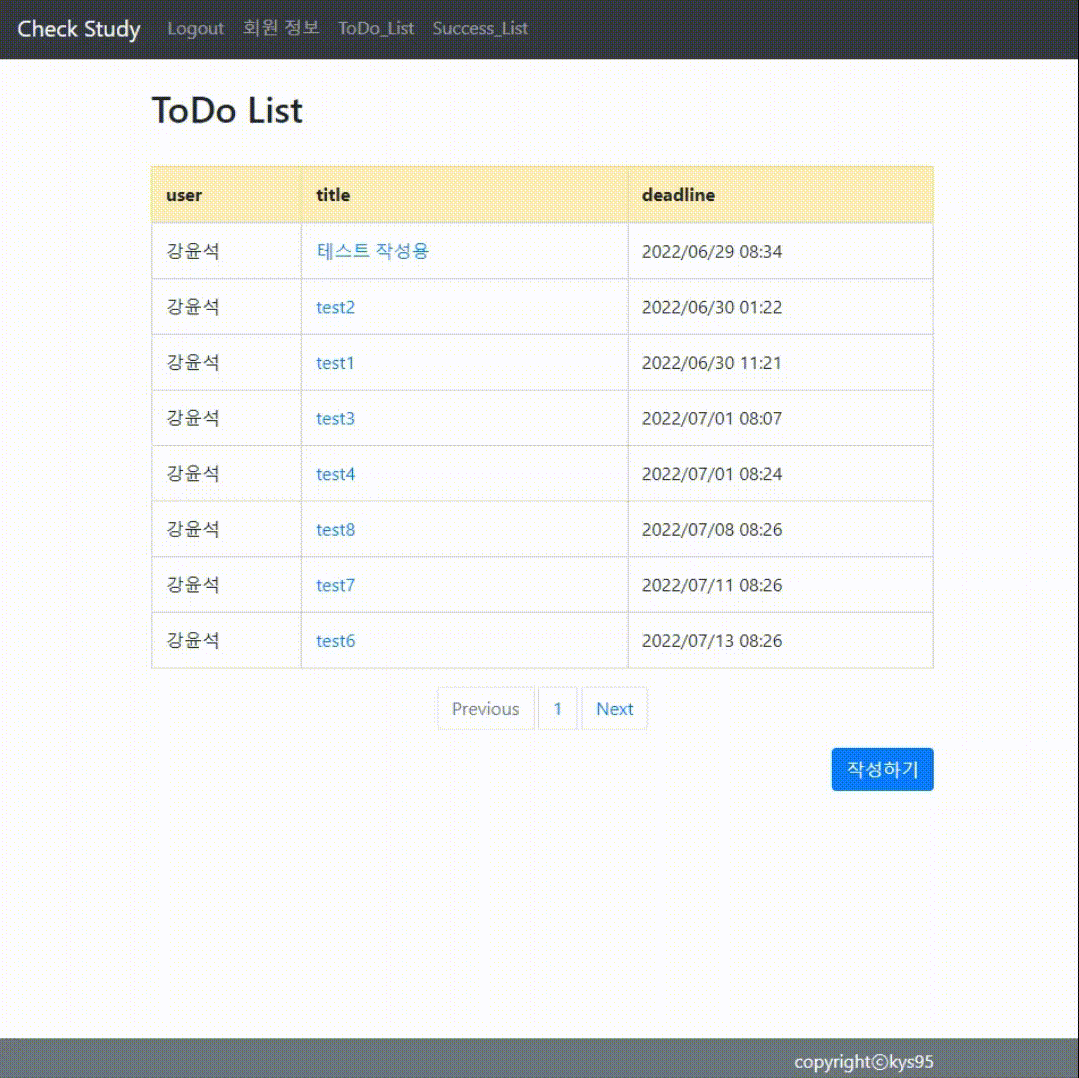 Check Study Logout 회원 정보 ToDo_List Success_List
ToDo List
user title deadline
강윤석 테스트 작성용 2022/06/29 08:34
강윤석 test2 2022/06/30 01:22
강윤석 test1 2022/06/30 11:21
강윤석 test3 2022/07/01 08:07
강윤석 test4 2022/07/01 08:24
강윤석 test8 2022/07/08 08:26
강윤석 test7 2022/07/11 08:26
강윤석 test6 2022/07/13 08:26
Previous 1 Next
작성하기
copyrightⓒkys95